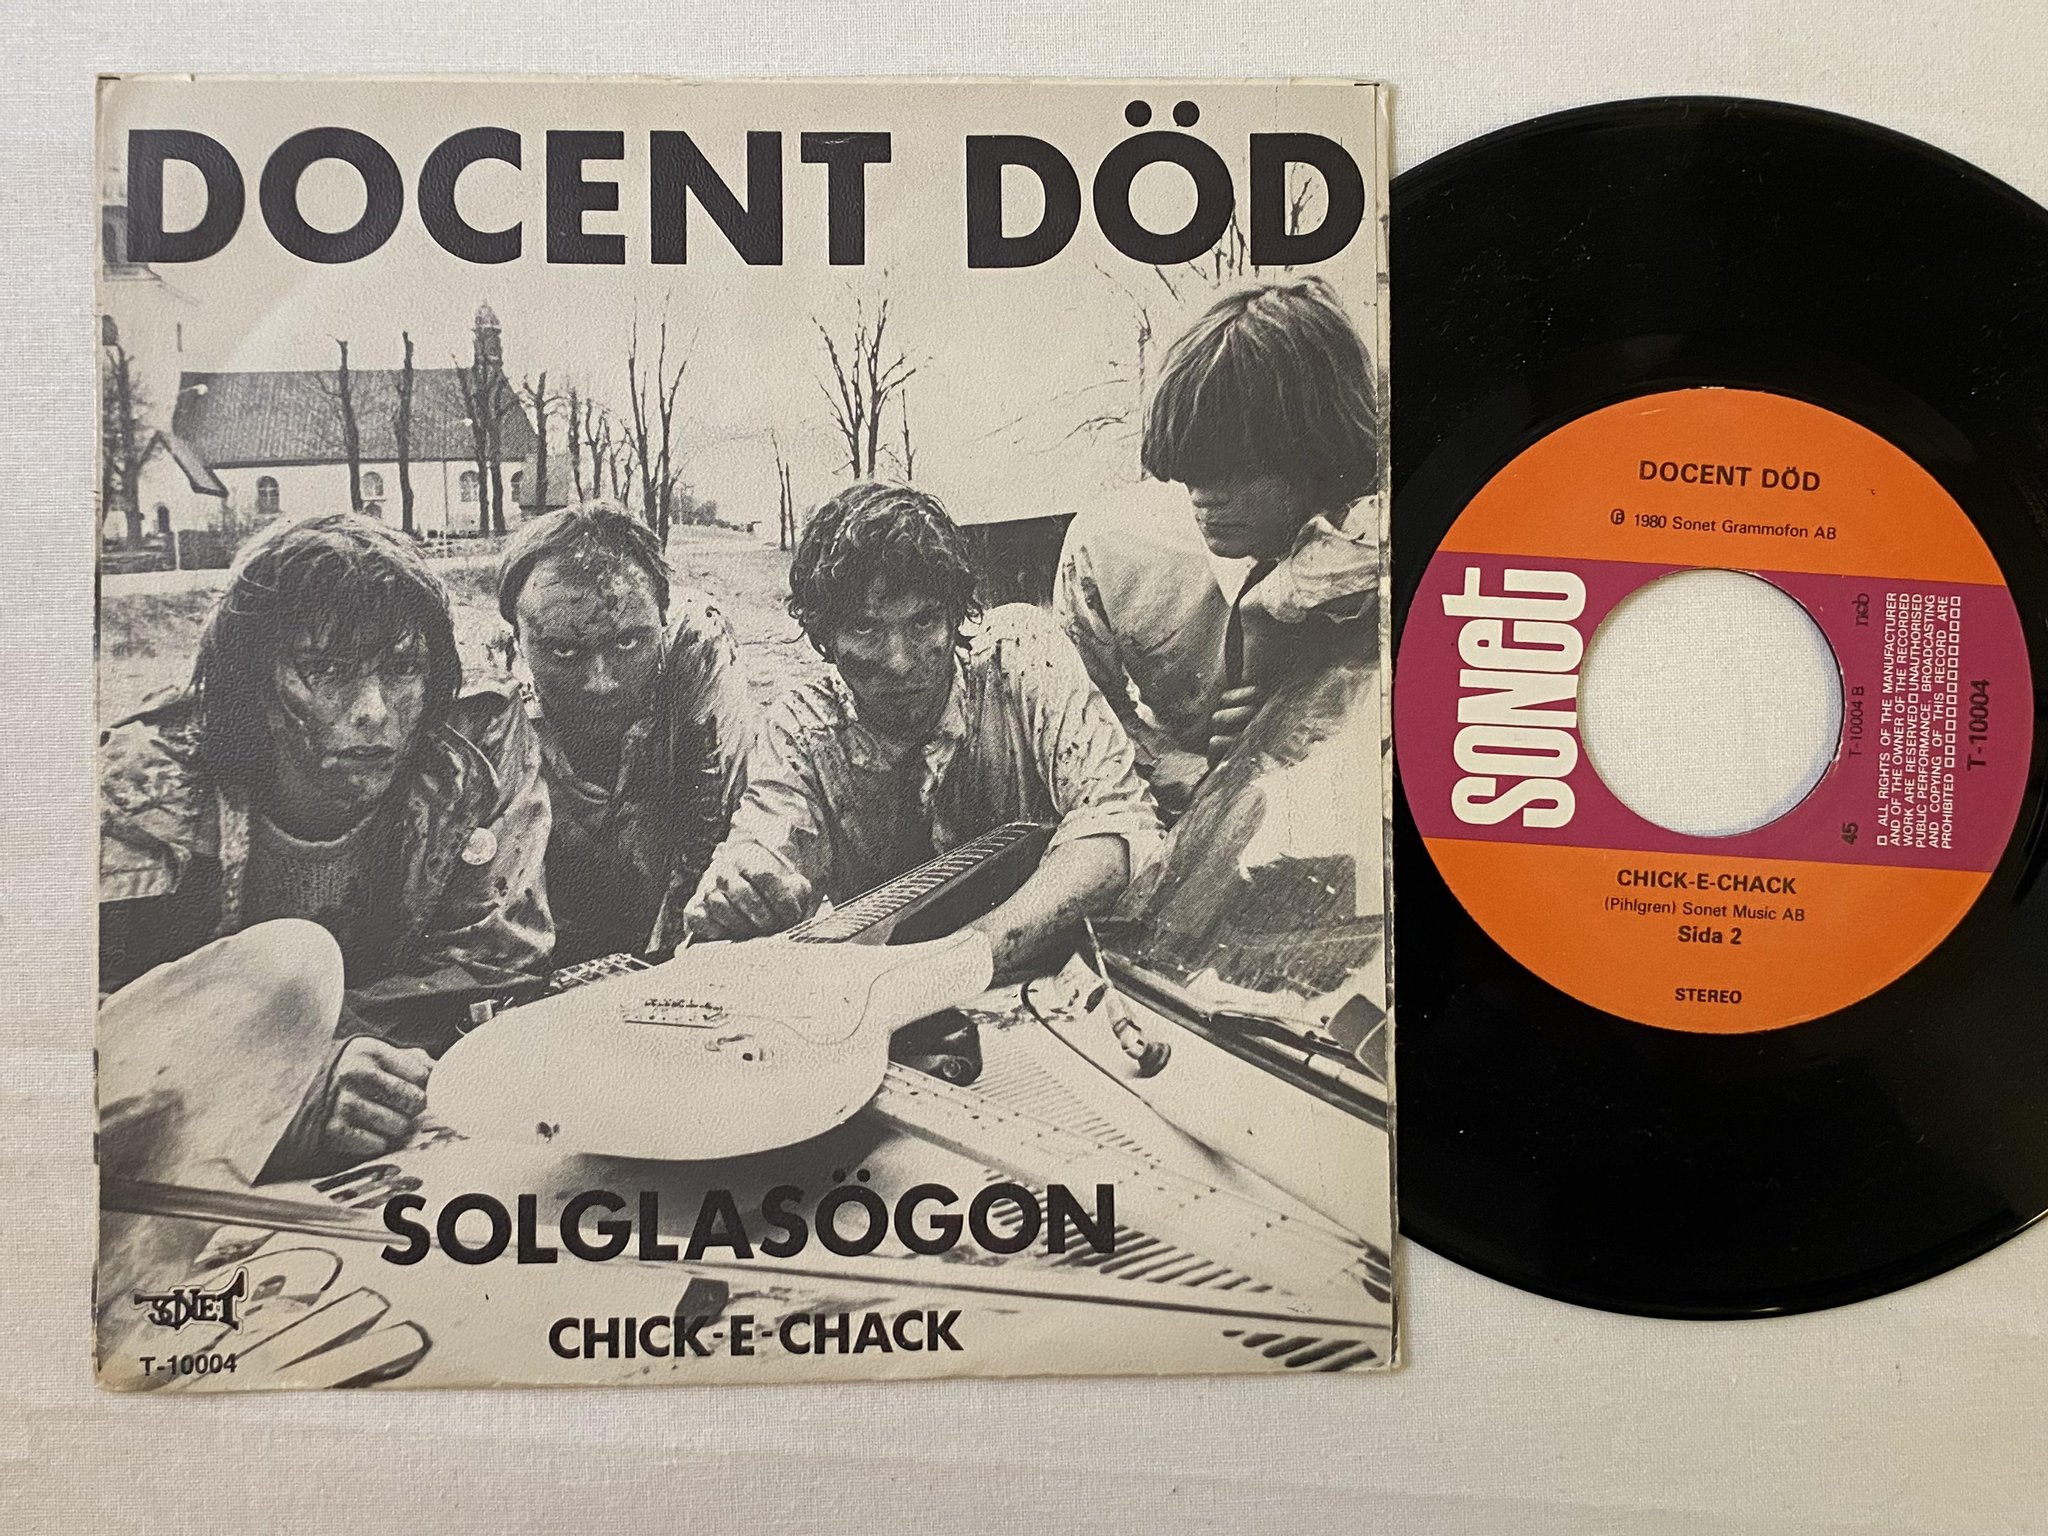 DOCENT DÖD
SOLGLASÖGON
CHICK-E-CHACK
SONET
T-10004
DOCENT DÖD
℗ 1980 Sonet Grammofon AB
sonet
45
T-10004 B
ncb
□ ALL RIGHTS OF THE MANUFACTURER
AND OF THE OWNER OF THE RECORDED
WORK ARE RESERVED □ UNAUTHORISED
PUBLIC PERFORMANCE, BROADCASTING
AND COPYING OF THIS RECORD ARE
PROHIBITED □□□□□□□□□□□□
T-10004
CHICK-E-CHACK
(Pihlgren) Sonet Music AB
Sida 2
STEREO